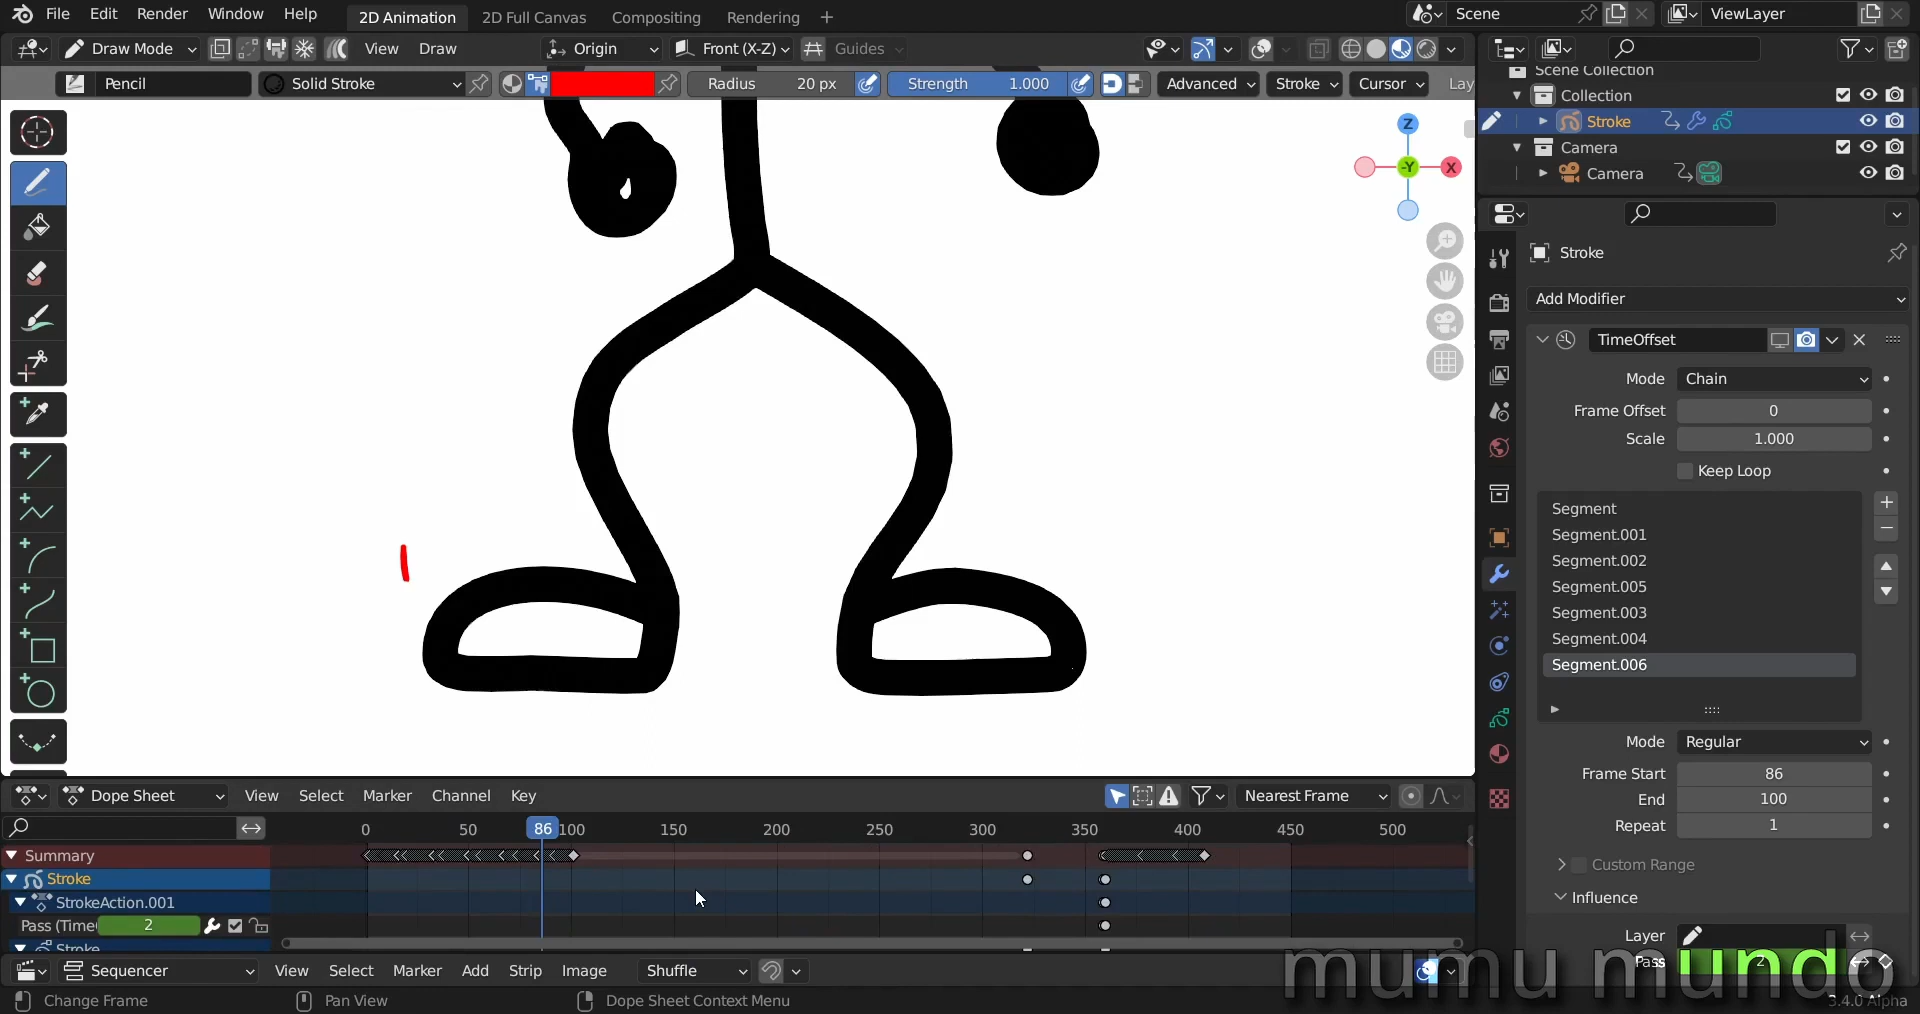 File Edit Render Window Help 2D Animation 2D Full Canvas Compositing Rendering + Scene ViewLayer
Draw Mode View Draw Origin Front (X-Z) Guides
Pencil Solid Stroke Radius 20 px Strength 1.000 Advanced Stroke Cursor Lay
Scene Collection
Collection
Stroke
Camera
Camera
Z
-Y X
Stroke
Add Modifier
TimeOffset
Mode Chain
Frame Offset 0
Scale 1.000
Keep Loop
Segment
Segment.001
Segment.002
Segment.005
Segment.003
Segment.004
Segment.006
Mode Regular
Frame Start 86
End 100
Repeat 1
Custom Range
Influence
Layer
Pass 2
Dope Sheet View Select Marker Channel Key Nearest Frame
0 50 86 100 150 200 250 300 350 400 450 500
Summary
Stroke
StrokeAction.001
Pass (Time 2
Stroke
Sequencer View Select Marker Add Strip Image Shuffle
mumu mundo
Change Frame Pan View Dope Sheet Context Menu 3.4.0 Alpha